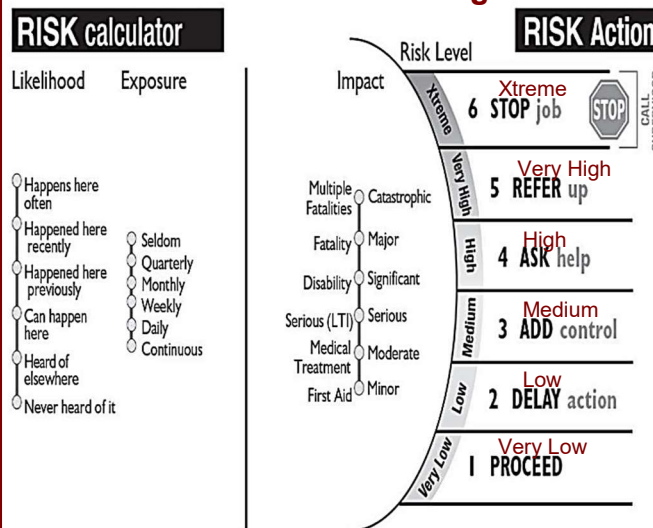 RISK calculator
RISK Action
Likelihood
Exposure
Impact
Risk Level
Happens here
often
Happened here
recently
Happened here
previously
Can happen
here
Heard of
elsewhere
Never heard of it
Seldom
Quarterly
Monthly
Weekly
Daily
Continuous
Multiple
Fatalities
Catastrophic
Fatality
Major
Disability
Significant
Serious (LTI)
Serious
Medical
Treatment
Moderate
First Aid
Minor
Xtreme
Very High
High
Medium
Low
Very Low
Xtreme
6 STOP job
STOP
CALL
Very High
5 REFER up
High
4 ASK help
Medium
3 ADD control
Low
2 DELAY action
Very Low
1 PROCEED